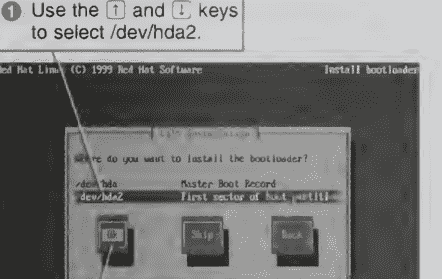 1 Use the ↑ and ↓ keys
to select /dev/hda2.
ed Hat Linux (C) 1999 Red Hat Software Install bootloader
Where do you want to install the bootloader?
/dev/hda Master Boot Record
/dev/hda2 First sector of boot partiti
Ok Skip Back